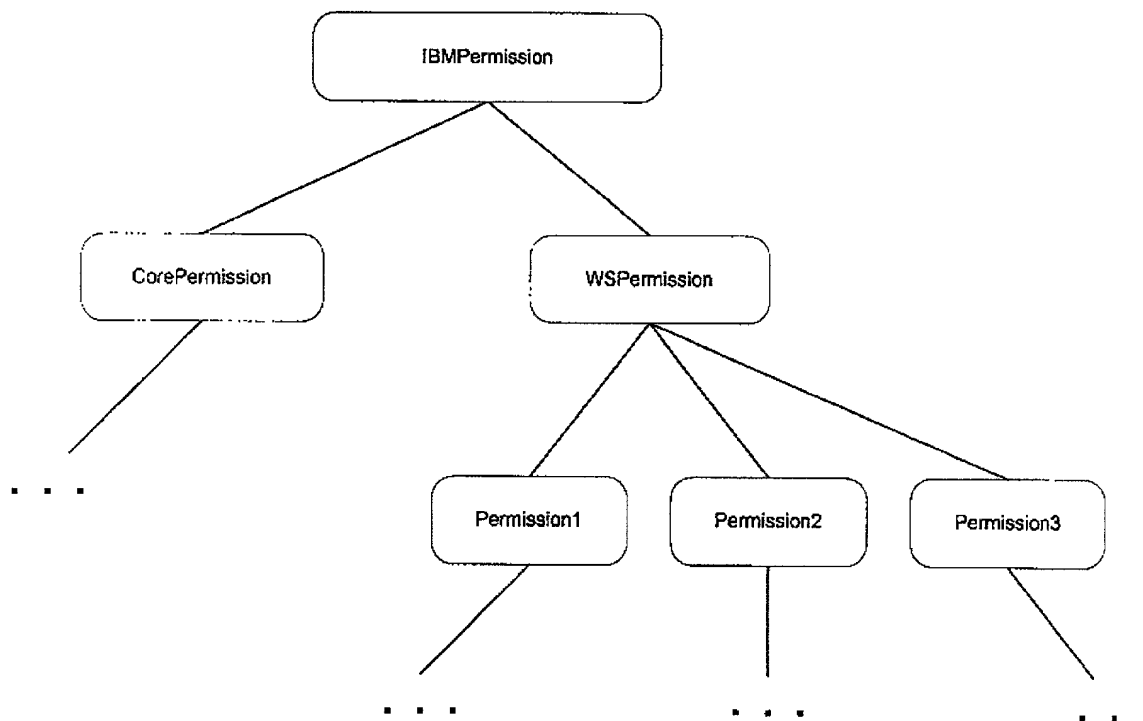 IBMPermission
CorePermission
WSPermission
Permission1
Permission2
Permission3
. . .
. . .
. . .
. .